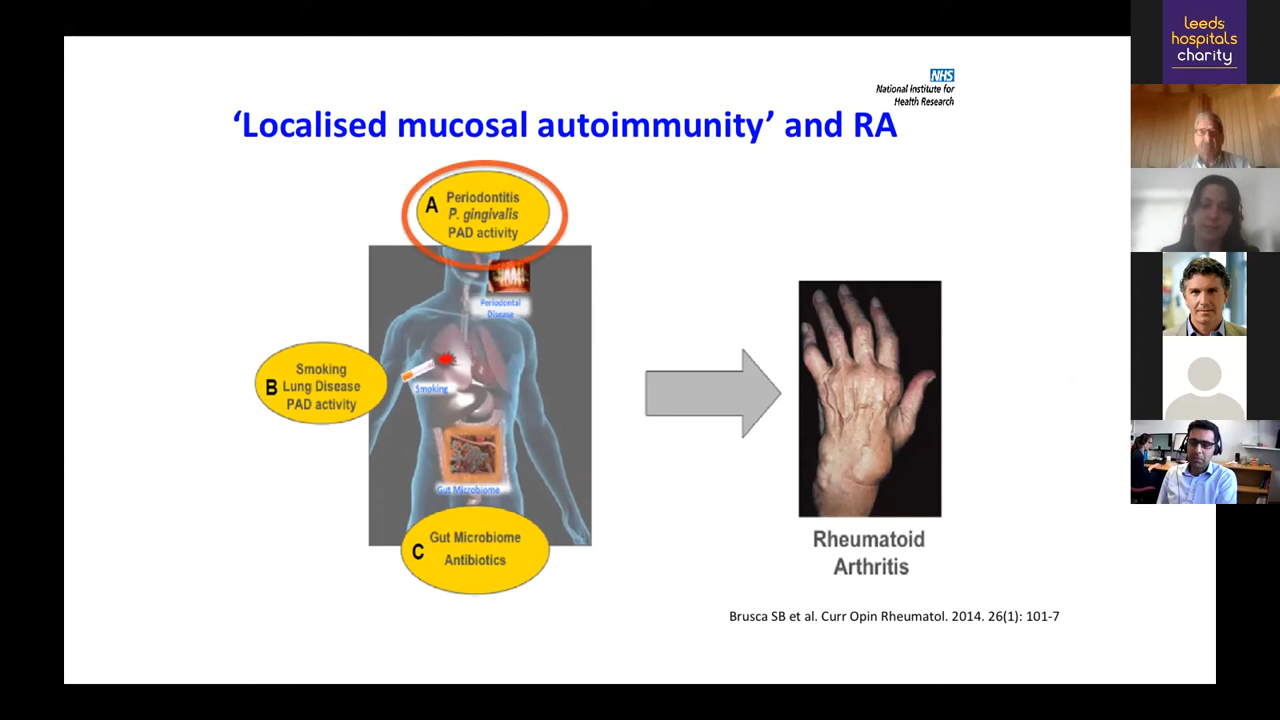 leeds
hospitals
charity
NHS
National Institute for
Health Research
‘Localised mucosal autoimmunity’ and RA
A
Periodontitis
P. gingivalis
PAD activity
Periodontal
Disease
B
Smoking
Lung Disease
PAD activity
Smoking
Gut Microbiome
C
Gut Microbiome
Antibiotics
Rheumatoid
Arthritis
Brusca SB et al. Curr Opin Rheumatol. 2014. 26(1): 101-7